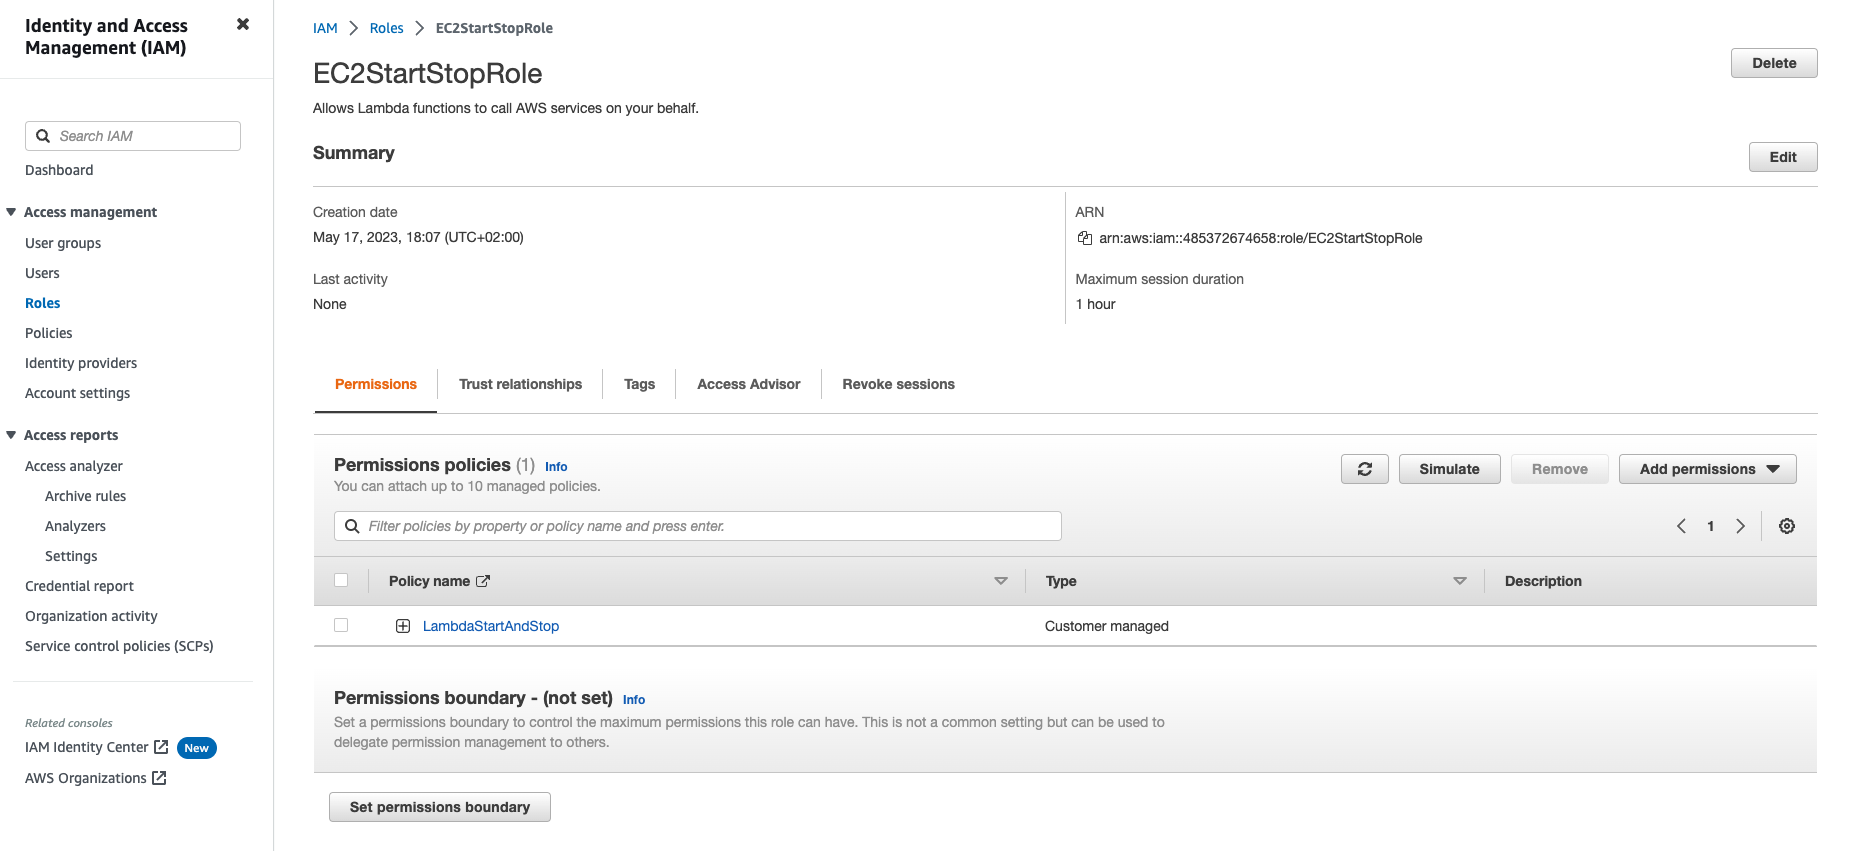 Identity and Access
Management (IAM)
Search IAM
Dashboard
Access management
User groups
Users
Roles
Policies
Identity providers
Account settings
Access reports
Access analyzer
Archive rules
Analyzers
Settings
Credential report
Organization activity
Service control policies (SCPs)
Related consoles
IAM Identity Center New
AWS Organizations
IAM Roles EC2StartStopRole
EC2StartStopRole
Delete
Allows Lambda functions to call AWS services on your behalf.
Summary
Edit
Creation date
May 17, 2023, 18:07 (UTC+02:00)
Last activity
None
ARN
arn:aws:iam::485372674658:role/EC2StartStopRole
Maximum session duration
1 hour
Permissions Trust relationships Tags Access Advisor Revoke sessions
Permissions policies (1) Info
You can attach up to 10 managed policies.
Simulate Remove Add permissions
Filter policies by property or policy name and press enter.
1
Policy name Type Description
LambdaStartAndStop Customer managed
Permissions boundary - (not set) Info
Set a permissions boundary to control the maximum permissions this role can have. This is not a common setting but can be used to
delegate permission management to others.
Set permissions boundary